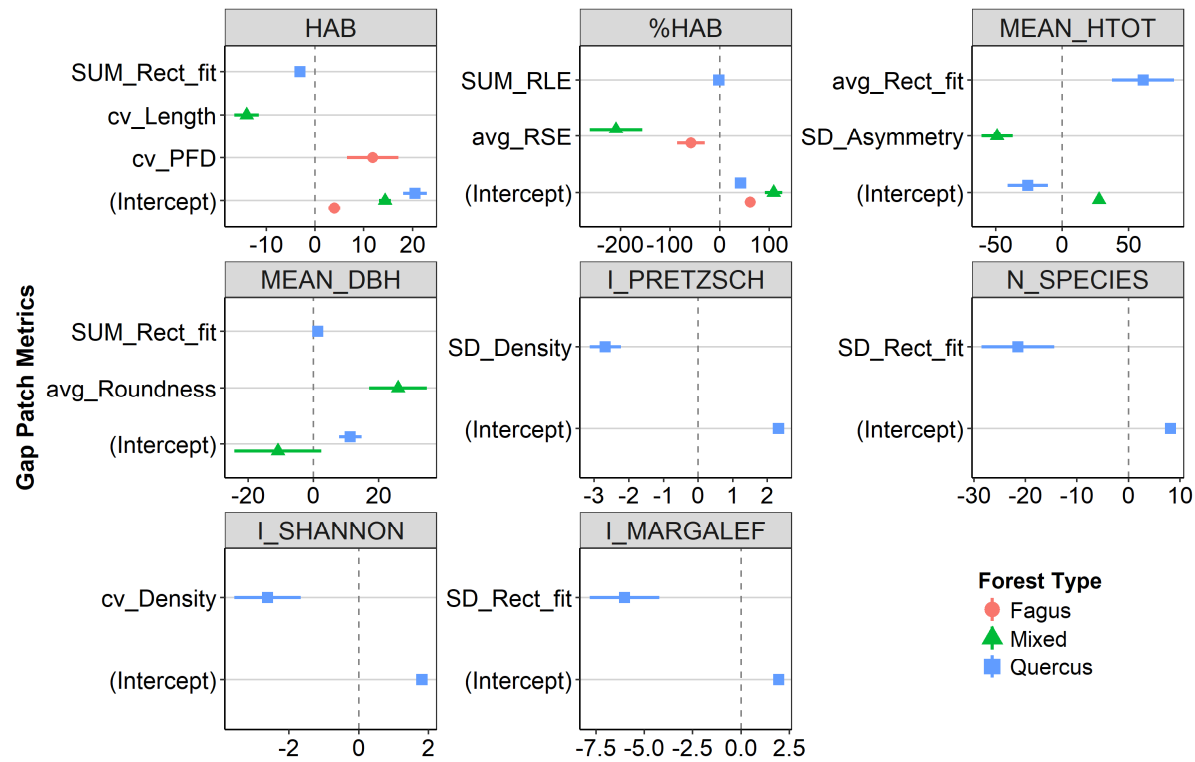 HAB
SUM_Rect_fit
cv_Length
cv_PFD
(Intercept)
-10 0 10 20
%HAB
SUM_RLE
avg_RSE
(Intercept)
-200 -100 0 100
MEAN_HTOT
avg_Rect_fit
SD_Asymmetry
(Intercept)
-50 0 50
Gap Patch Metrics
MEAN_DBH
SUM_Rect_fit
avg_Roundness
(Intercept)
-20 0 20
I_PRETZSCH
SD_Density
(Intercept)
-3 -2 -1 0 1 2
N_SPECIES
SD_Rect_fit
(Intercept)
-30 -20 -10 0 10
I_SHANNON
cv_Density
(Intercept)
-2 0 2
I_MARGALEF
SD_Rect_fit
(Intercept)
-7.5 -5.0 -2.5 0.0 2.5
Forest Type
Fagus
Mixed
Quercus